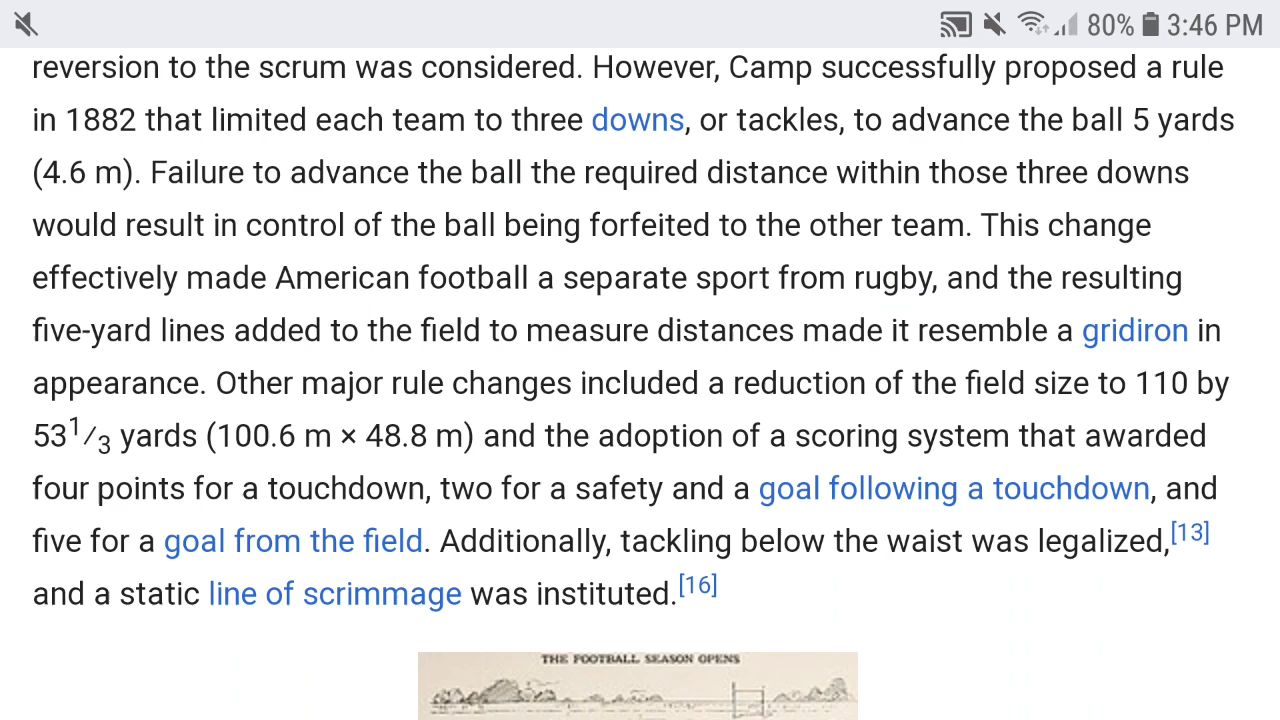 80% 3:46 PM
reversion to the scrum was considered. However, Camp successfully proposed a rule
in 1882 that limited each team to three downs, or tackles, to advance the ball 5 yards
(4.6 m). Failure to advance the ball the required distance within those three downs
would result in control of the ball being forfeited to the other team. This change
effectively made American football a separate sport from rugby, and the resulting
five-yard lines added to the field to measure distances made it resemble a gridiron in
appearance. Other major rule changes included a reduction of the field size to 110 by
53 1⁄3 yards (100.6 m × 48.8 m) and the adoption of a scoring system that awarded
four points for a touchdown, two for a safety and a goal following a touchdown, and
five for a goal from the field. Additionally, tackling below the waist was legalized,[13]
and a static line of scrimmage was instituted.[16]
THE FOOTBALL SEASON OPENS